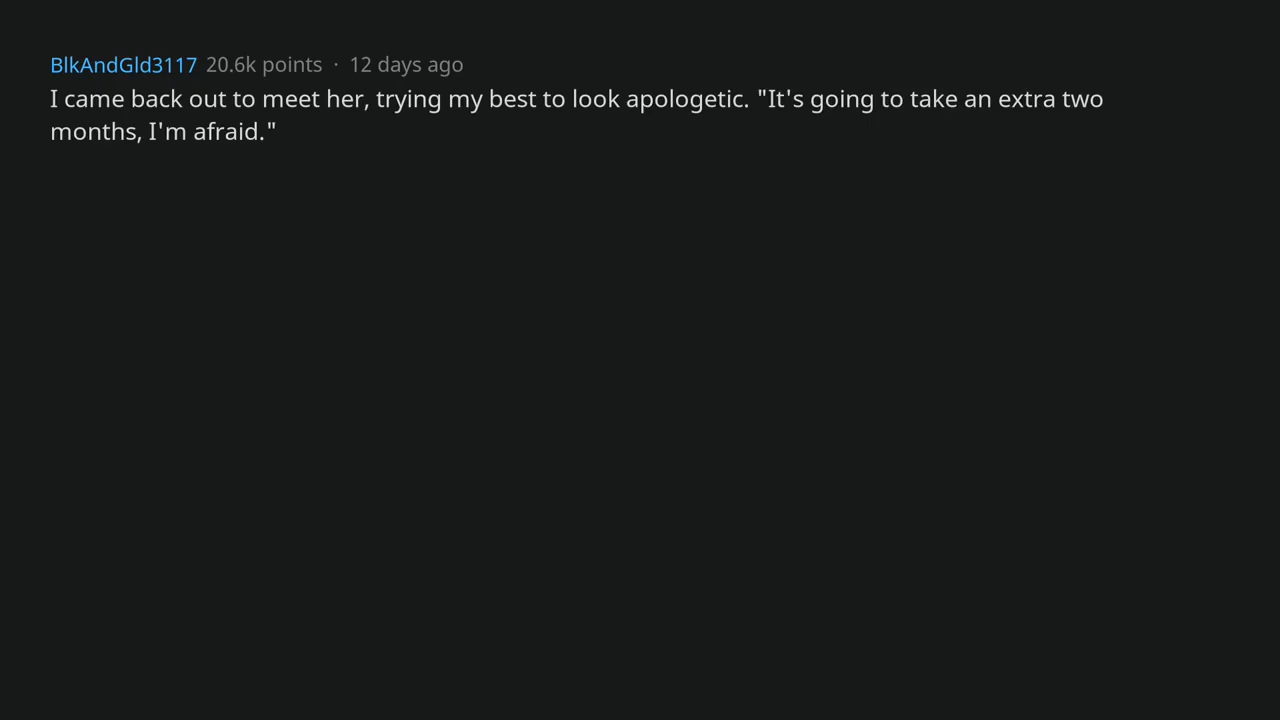 BlkAndGld3117 20.6k points · 12 days ago
I came back out to meet her, trying my best to look apologetic. "It's going to take an extra two
months, I'm afraid."